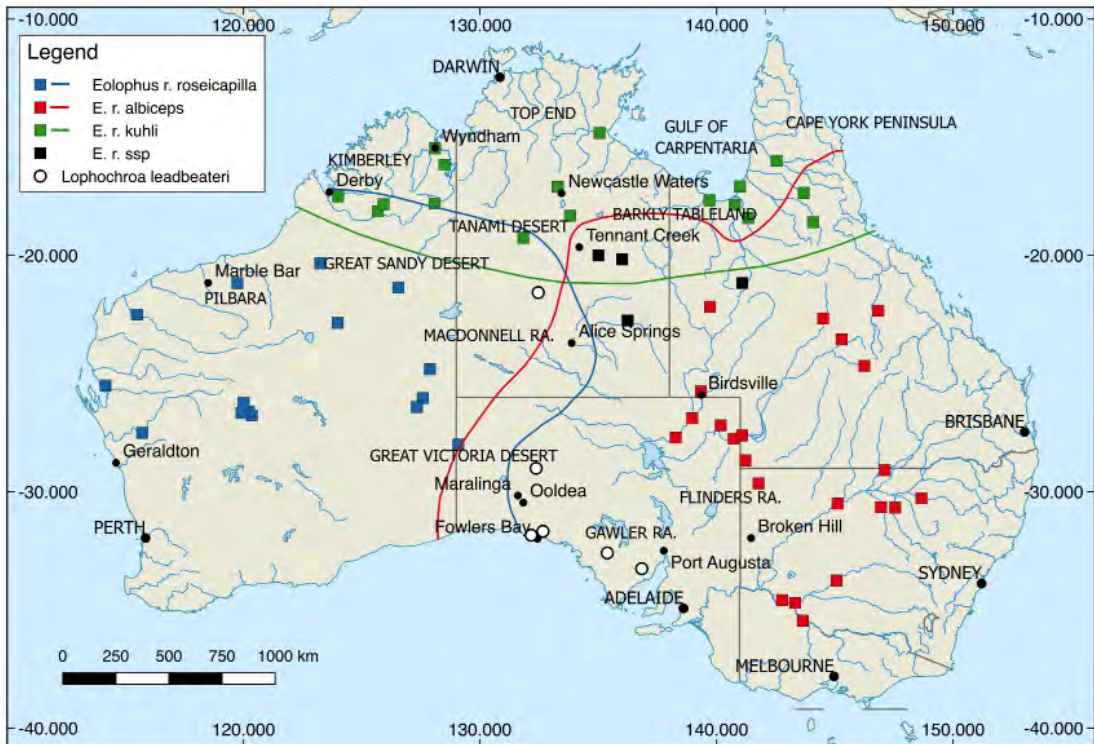 120.000 130.000 140.000 150.000
-10.000 -10.000
Legend
Eolophus r. roseicapilla
E. r. albiceps
E. r. kuhli
E. r. ssp
Lophochroa leadbeateri
DARWIN
TOP END
GULF OF
CARPENTARIA
CAPE YORK PENINSULA
Wyndham
KIMBERLEY
Derby
Newcastle Waters
BARKLY TABLELAND
TANAMI DESERT
Tennant Creek
-20.000 -20.000
GREAT SANDY DESERT
Marble Bar
PILBARA
MACDONNELL RA.
Alice Springs
Birdsville
BRISBANE
Geraldton
GREAT VICTORIA DESERT
Maralinga
Ooldea
FLINDERS RA.
-30.000 -30.000
PERTH
Fowlers Bay
GAWLER RA.
Broken Hill
Port Augusta
SYDNEY
ADELAIDE
0 250 500 750 1000 km
MELBOURNE
-40.000 -40.000
120.000 130.000 140.000 150.000